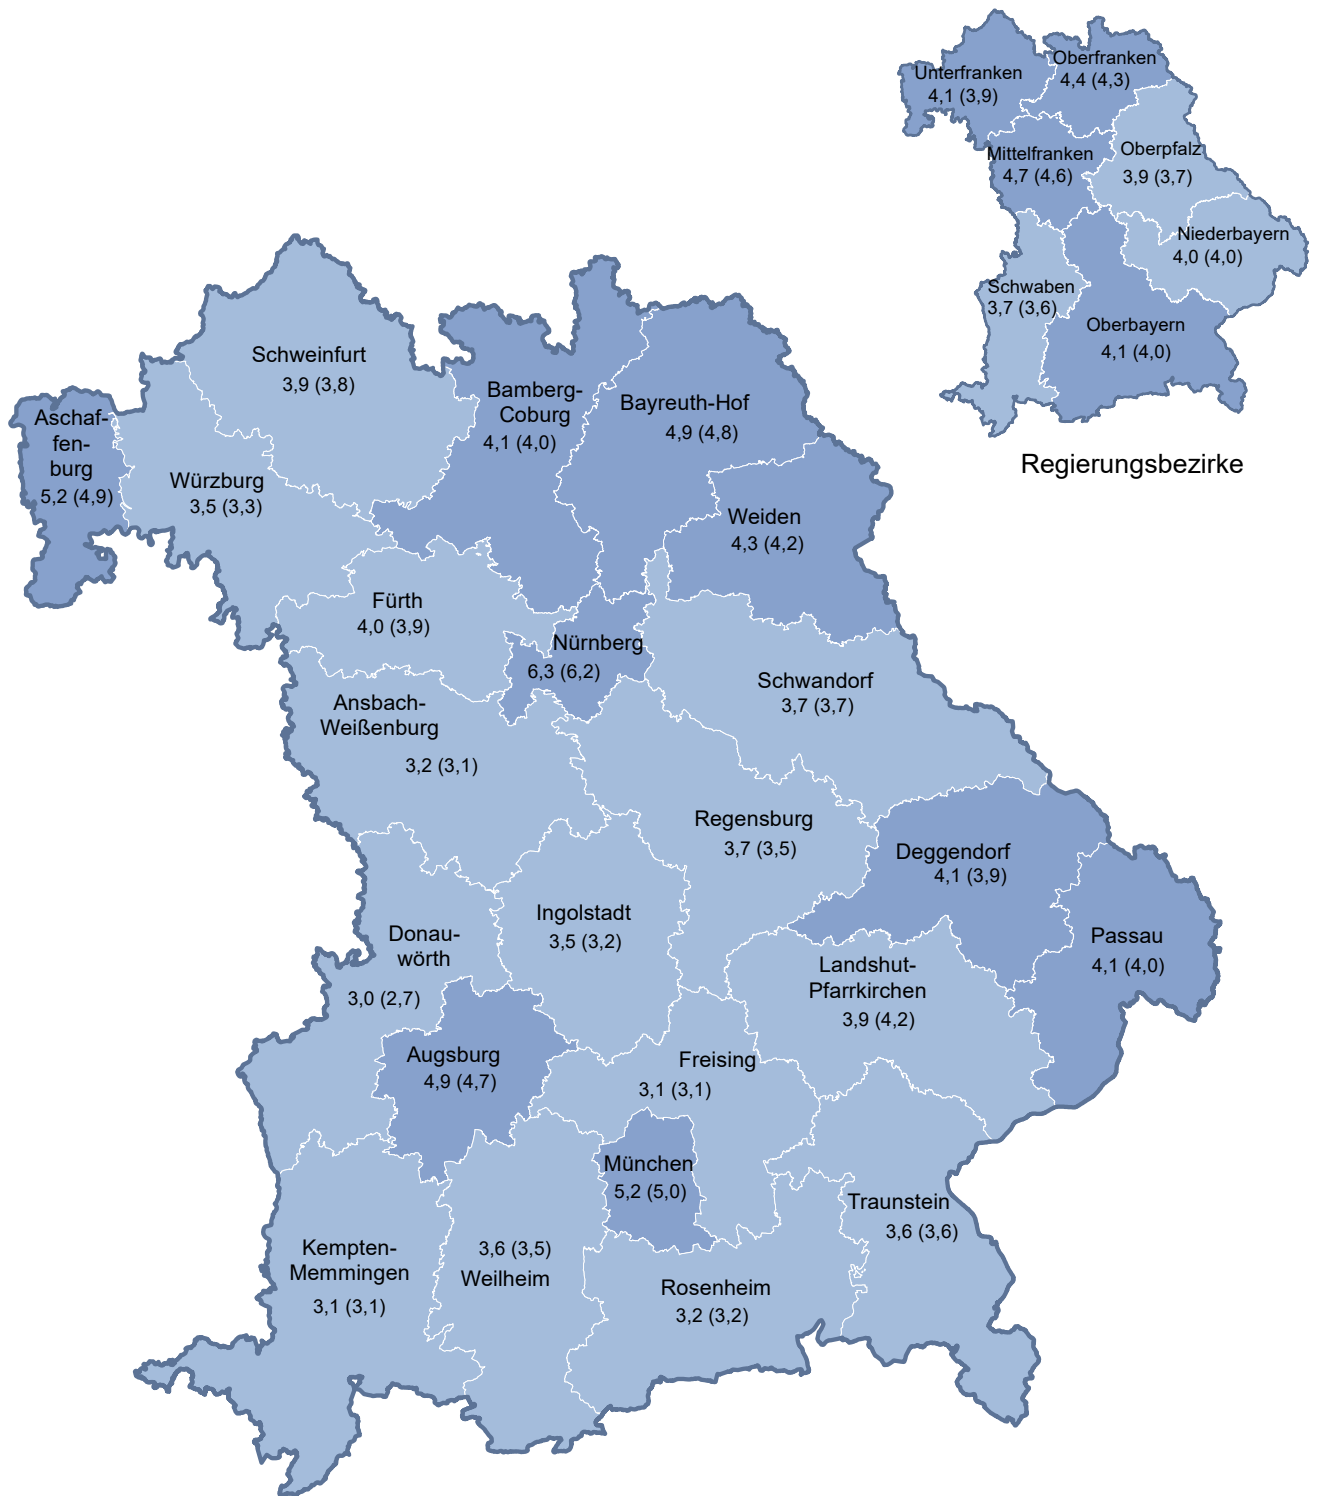 Unterfranken
4,1 (3,9)
Oberfranken
4,4 (4,3)
Mittelfranken
4,7 (4,6)
Oberpfalz
3,9 (3,7)
Niederbayern
4,0 (4,0)
Schwaben
3,7 (3,6)
Oberbayern
4,1 (4,0)
Regierungsbezirke
Schweinfurt
3,9 (3,8)
Bamberg-
Coburg
4,1 (4,0)
Bayreuth-Hof
4,9 (4,8)
Aschaf-
fen-
burg
5,2 (4,9)
Würzburg
3,5 (3,3)
Weiden
4,3 (4,2)
Fürth
4,0 (3,9)
Nürnberg
6,3 (6,2)
Schwandorf
3,7 (3,7)
Ansbach-
Weißenburg
3,2 (3,1)
Regensburg
3,7 (3,5)
Deggendorf
4,1 (3,9)
Ingolstadt
3,5 (3,2)
Donau-
wörth
3,0 (2,7)
Passau
4,1 (4,0)
Landshut-
Pfarrkirchen
3,9 (4,2)
Augsburg
4,9 (4,7)
Freising
3,1 (3,1)
München
5,2 (5,0)
Traunstein
3,6 (3,6)
Kempten-
Memmingen
3,1 (3,1)
3,6 (3,5)
Weilheim
Rosenheim
3,2 (3,2)